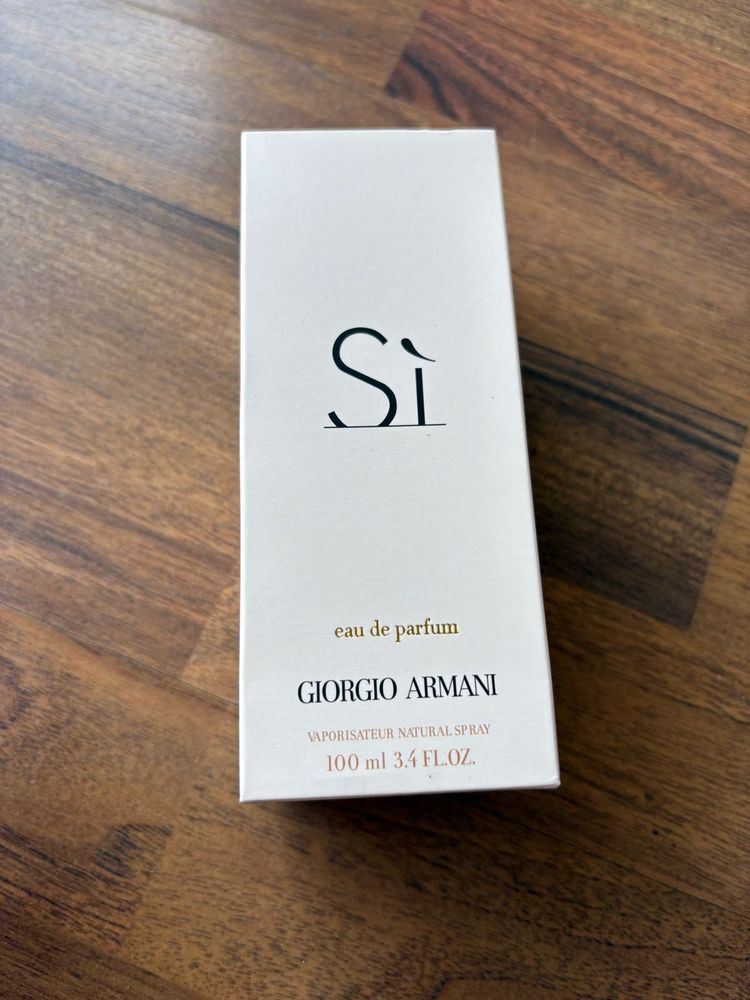 Sì
eau de parfum
GIORGIO ARMANI
VAPORISATEUR NATURAL SPRAY
100 ml 3.4 FL.OZ.